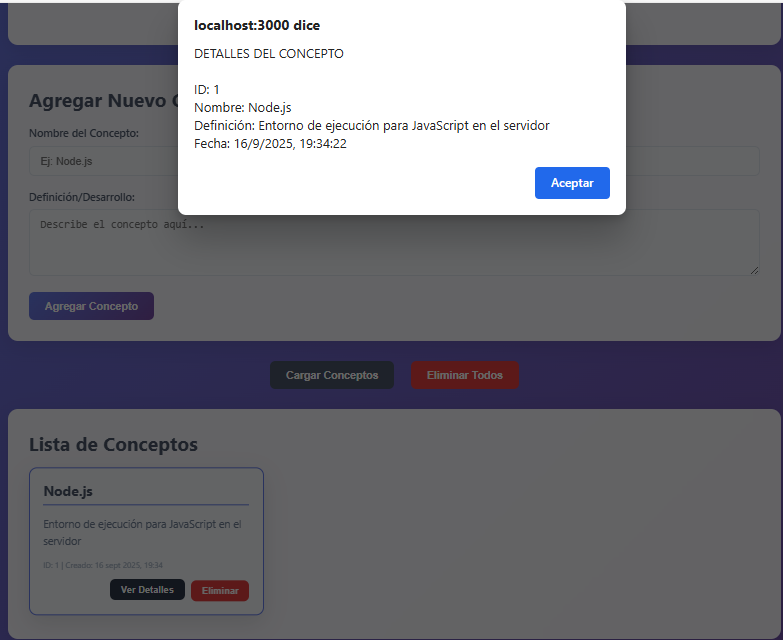 localhost:3000 dice
DETALLES DEL CONCEPTO
ID: 1
Nombre: Node.js
Definición: Entorno de ejecución para JavaScript en el servidor
Fecha: 16/9/2025, 19:34:22
Aceptar
Agregar Nuevo
Nombre del Concepto:
Ej: Node.js
Definición/Desarrollo:
Describe el concepto aquí...
Agregar Concepto
Cargar Conceptos
Eliminar Todos
Lista de Conceptos
Node.js
Entorno de ejecución para JavaScript en el
servidor
ID: 1 | Creado: 16 sept 2025, 19:34
Ver Detalles
Eliminar